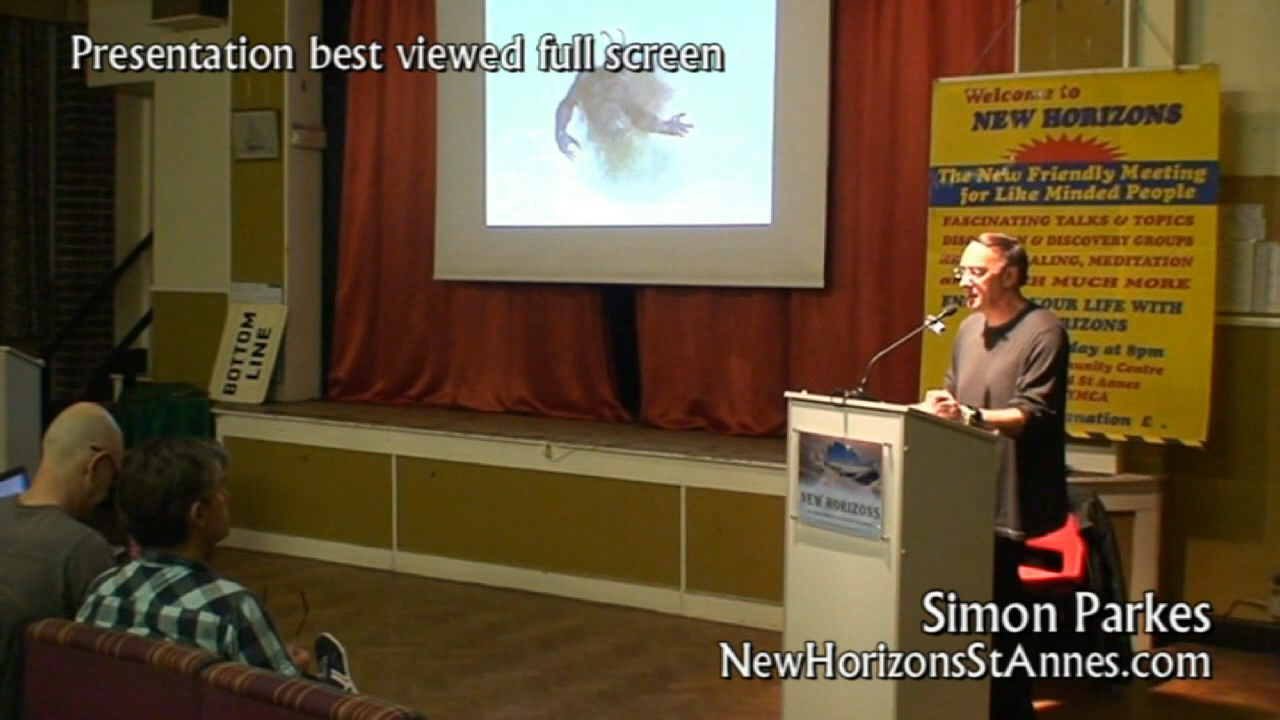 Presentation best viewed full screen
Welcome to
NEW HORIZONS
The New Friendly Meeting
for Like Minded People
FASCINATING TALKS & TOPICS
& DISCOVERY GROUPS
MEDITATION
MUCH MORE
YOUR LIFE WITH
at 8pm
Centre
St Annes
YMCA
£
BOTTOM
LINE
NEW HORIZONS
Simon Parkes
NewHorizonsStAnnes.com